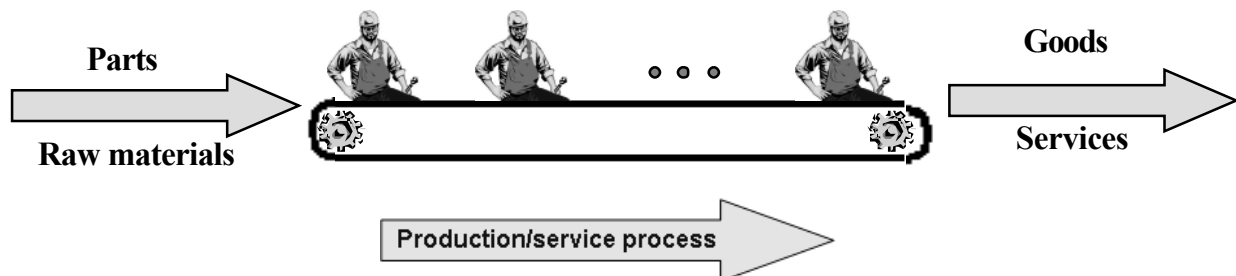 Parts
Raw materials
Goods
Services
Production/service process